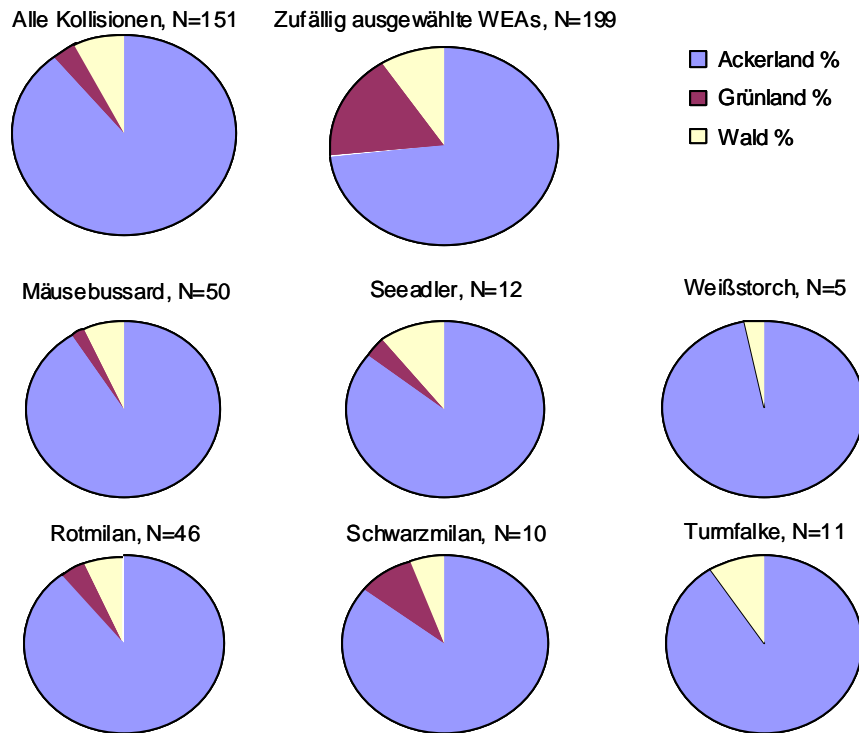 Alle Kollisionen, N=151
Zufällig ausgewählte WEAs, N=199
Ackerland %
Grünland %
Wald %
Mäusebussard, N=50
Seeadler, N=12
Weißstorch, N=5
Rotmilan, N=46
Schwarzmilan, N=10
Turmfalke, N=11